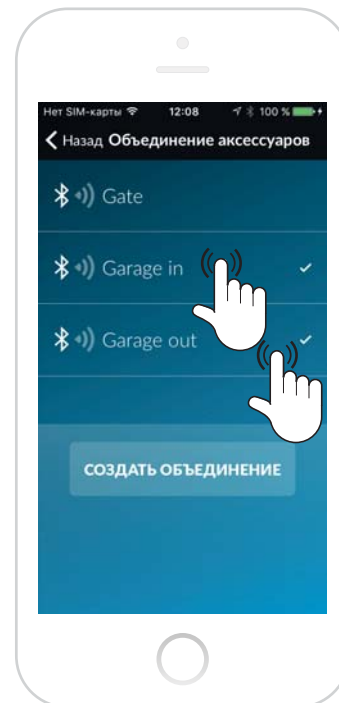 Нет SIM-карты 12:08 100 %
Назад Объединение аксессуаров
Gate
Garage in
Garage out
СОЗДАТЬ ОБЪЕДИНЕНИЕ